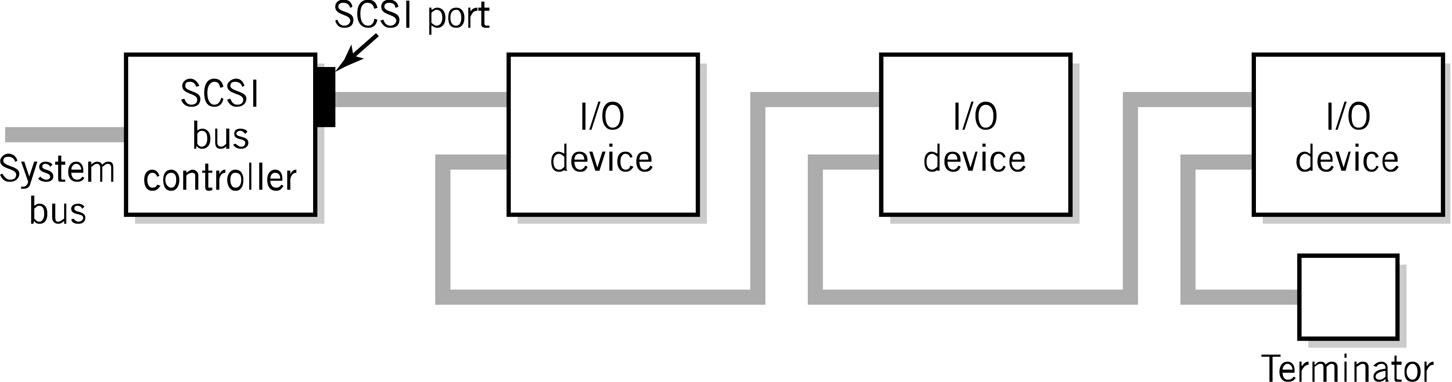 SCSI port
SCSI
bus
controller
System
bus
I/O
device
I/O
device
I/O
device
Terminator